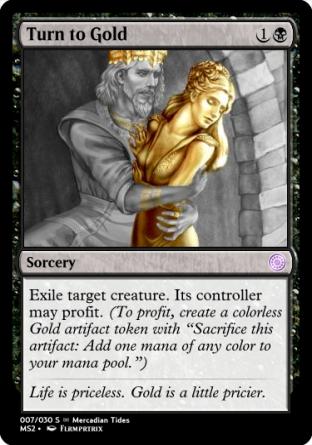 Turn to Gold 1
Sorcery
Exile target creature. Its controller
may profit. (To profit, create a colorless
Gold artifact token with “Sacrifice this
artifact: Add one mana of any color to
your mana pool.”)
Life is priceless. Gold is a little pricier.
007/030 S = Mercadian Tides
MS2 • Firmprtrix